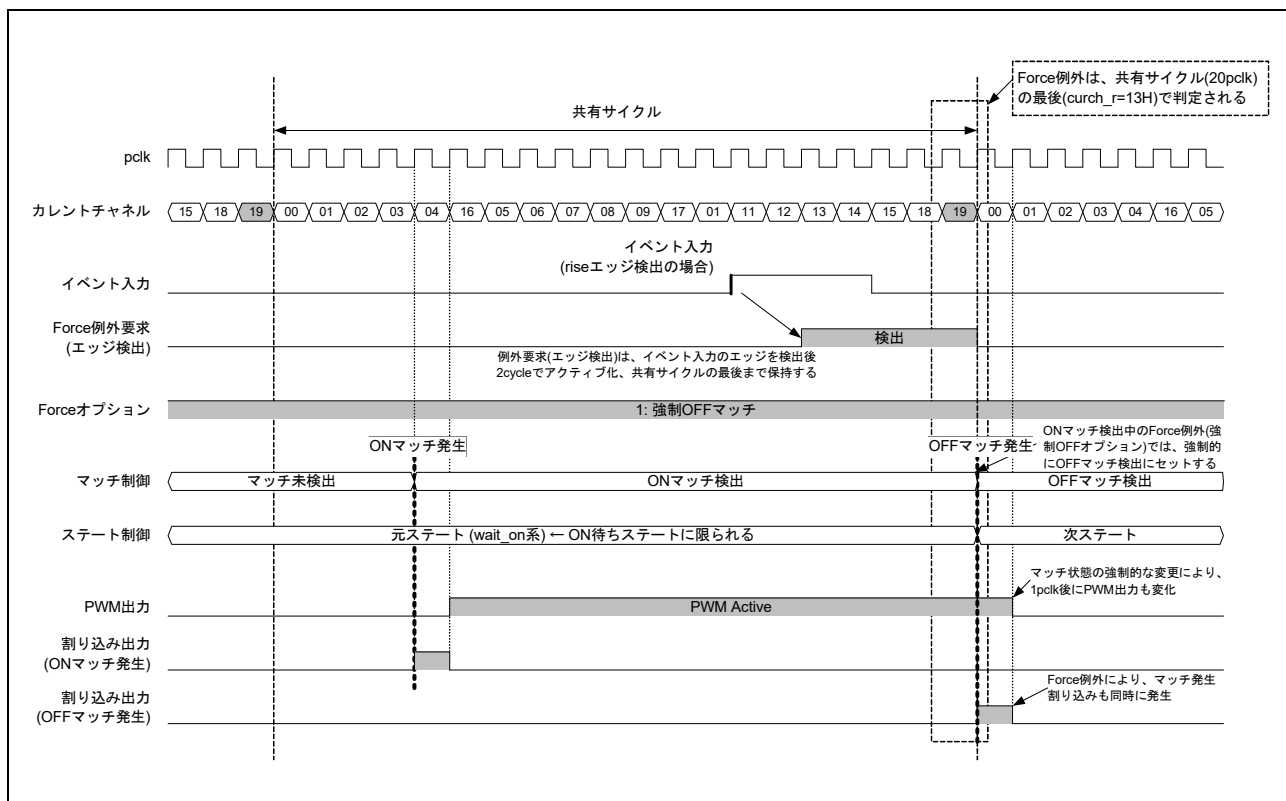 Force例外は、共有サイクル(20pclk)
の最後(curch_r=13H)で判定される
共有サイクル
pclk
カレントチャネル
15 18 19 00 01 02 03 04 16 05 06 07 08 09 17 01 11 12 13 14 15 18 19 00 01 02 03 04 16 05
イベント入力
(riseエッジ検出の場合)
イベント入力
Force例外要求
(エッジ検出)
検出
例外要求(エッジ検出)は、イベント入力のエッジを検出後
2cycleでアクティブ化、共有サイクルの最後まで保持する
Forceオプション
1: 強制OFFマッチ
ONマッチ発生
OFFマッチ発生
ONマッチ検出中のForce例外(強
制OFFオプション)では、強制的
にOFFマッチ検出にセットする
マッチ制御
マッチ未検出
ONマッチ検出
OFFマッチ検出
ステート制御
元ステート (wait_on系) ← ON待ちステートに限られる
次ステート
マッチ状態の強制的な変更により、
1pclk後にPWM出力も変化
PWM出力
PWM Active
割り込み出力
(ONマッチ発生)
Force例外により、マッチ発生
割り込みも同時に発生
割り込み出力
(OFFマッチ発生)